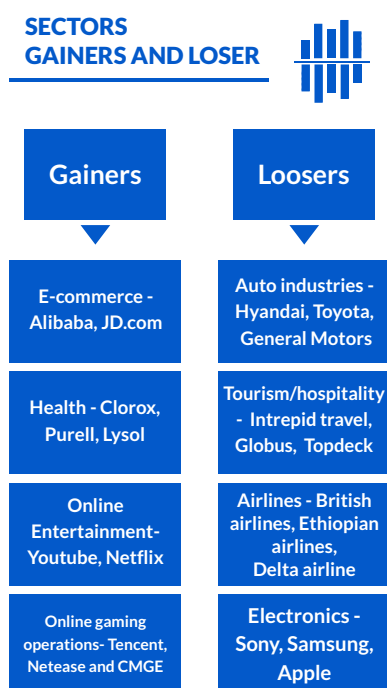 SECTORS
GAINERS AND LOSER
Gainers
E-commerce -
Alibaba, JD.com
Health - Clorox,
Purell, Lysol
Online
Entertainment-
Youtube, Netflix
Online gaming
operations- Tencent,
Netease and CMGE
Loosers
Auto industries -
Hyandai, Toyota,
General Motors
Tourism/hospitality
- Intrepid travel,
Globus, Topdeck
Airlines - British
airlines, Ethiopian
airlines,
Delta airline
Electronics -
Sony, Samsung,
Apple